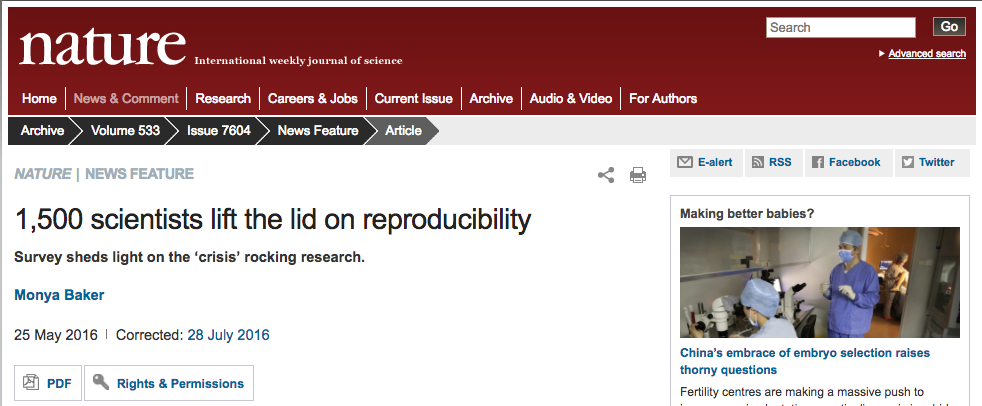 nature
International weekly journal of science
Search
Go
Advanced search
Home
News & Comment
Research
Careers & Jobs
Current Issue
Archive
Audio & Video
For Authors
Archive
Volume 533
Issue 7604
News Feature
Article
NATURE | NEWS FEATURE
1,500 scientists lift the lid on reproducibility
Survey sheds light on the ‘crisis’ rocking research.
Monya Baker
25 May 2016 | Corrected: 28 July 2016
PDF
Rights & Permissions
E-alert
RSS
Facebook
Twitter
Making better babies?
China’s embrace of embryo selection raises
thorny questions
Fertility centres are making a massive push to